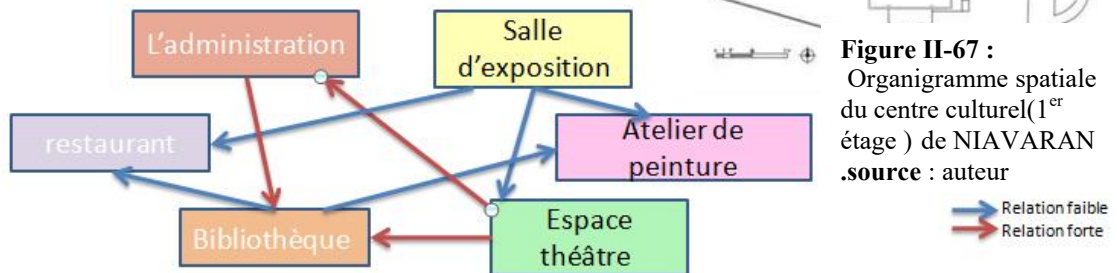 L'administration
Salle
d'exposition
restaurant
Atelier de
peinture
Bibliothèque
Espace
théâtre
Figure II-67 :
Organigramme spatiale
du centre culturel(1er
étage ) de NIAVARAN
.source : auteur
Relation faible
Relation forte